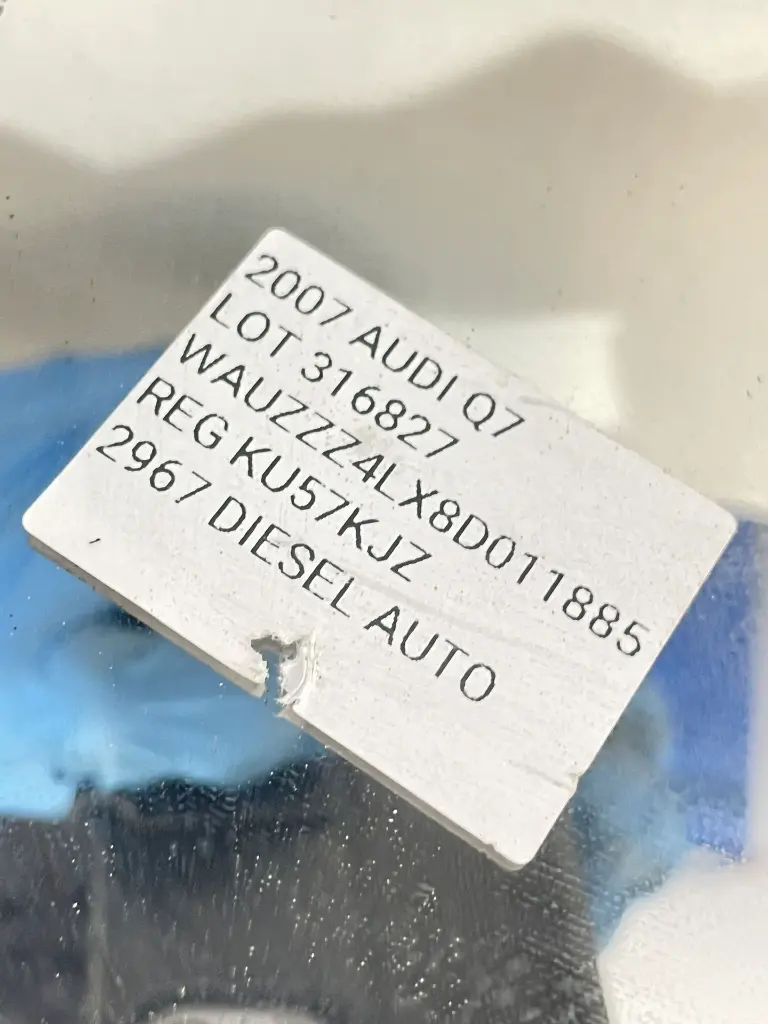 2007 AUDI Q7
LOT 316827
WAUZZZ4LX8D011885
REG KU57KJZ
2967 DIESEL AUTO